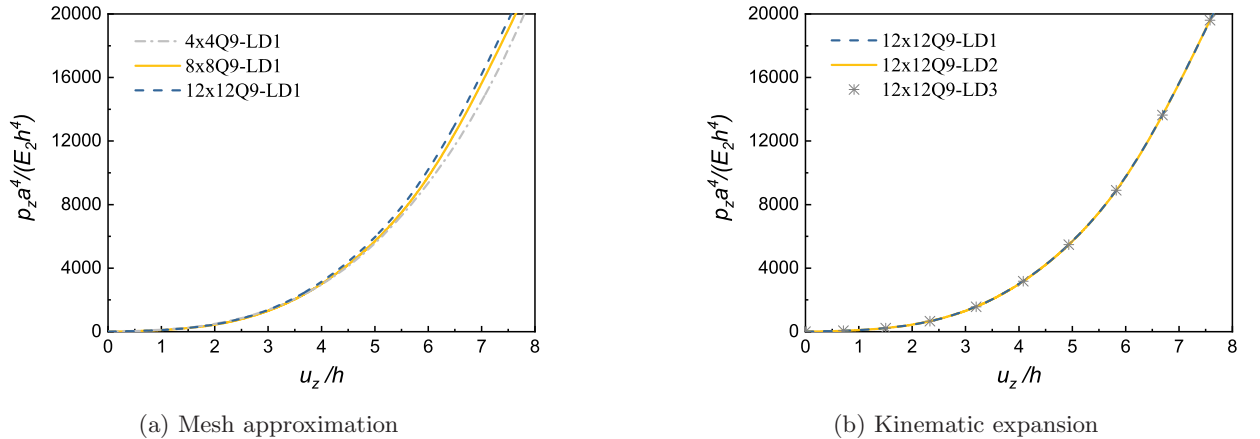 20000
16000
12000
8000
4000
0
0 1 2 3 4 5 6 7 8
p_z a^4/(E_2 h^4)
u_z /h
4x4Q9-LD1
8x8Q9-LD1
12x12Q9-LD1
(a) Mesh approximation
20000
16000
12000
8000
4000
0
0 1 2 3 4 5 6 7 8
p_z a^4/(E_2 h^4)
u_z /h
12x12Q9-LD1
12x12Q9-LD2
12x12Q9-LD3
(b) Kinematic expansion